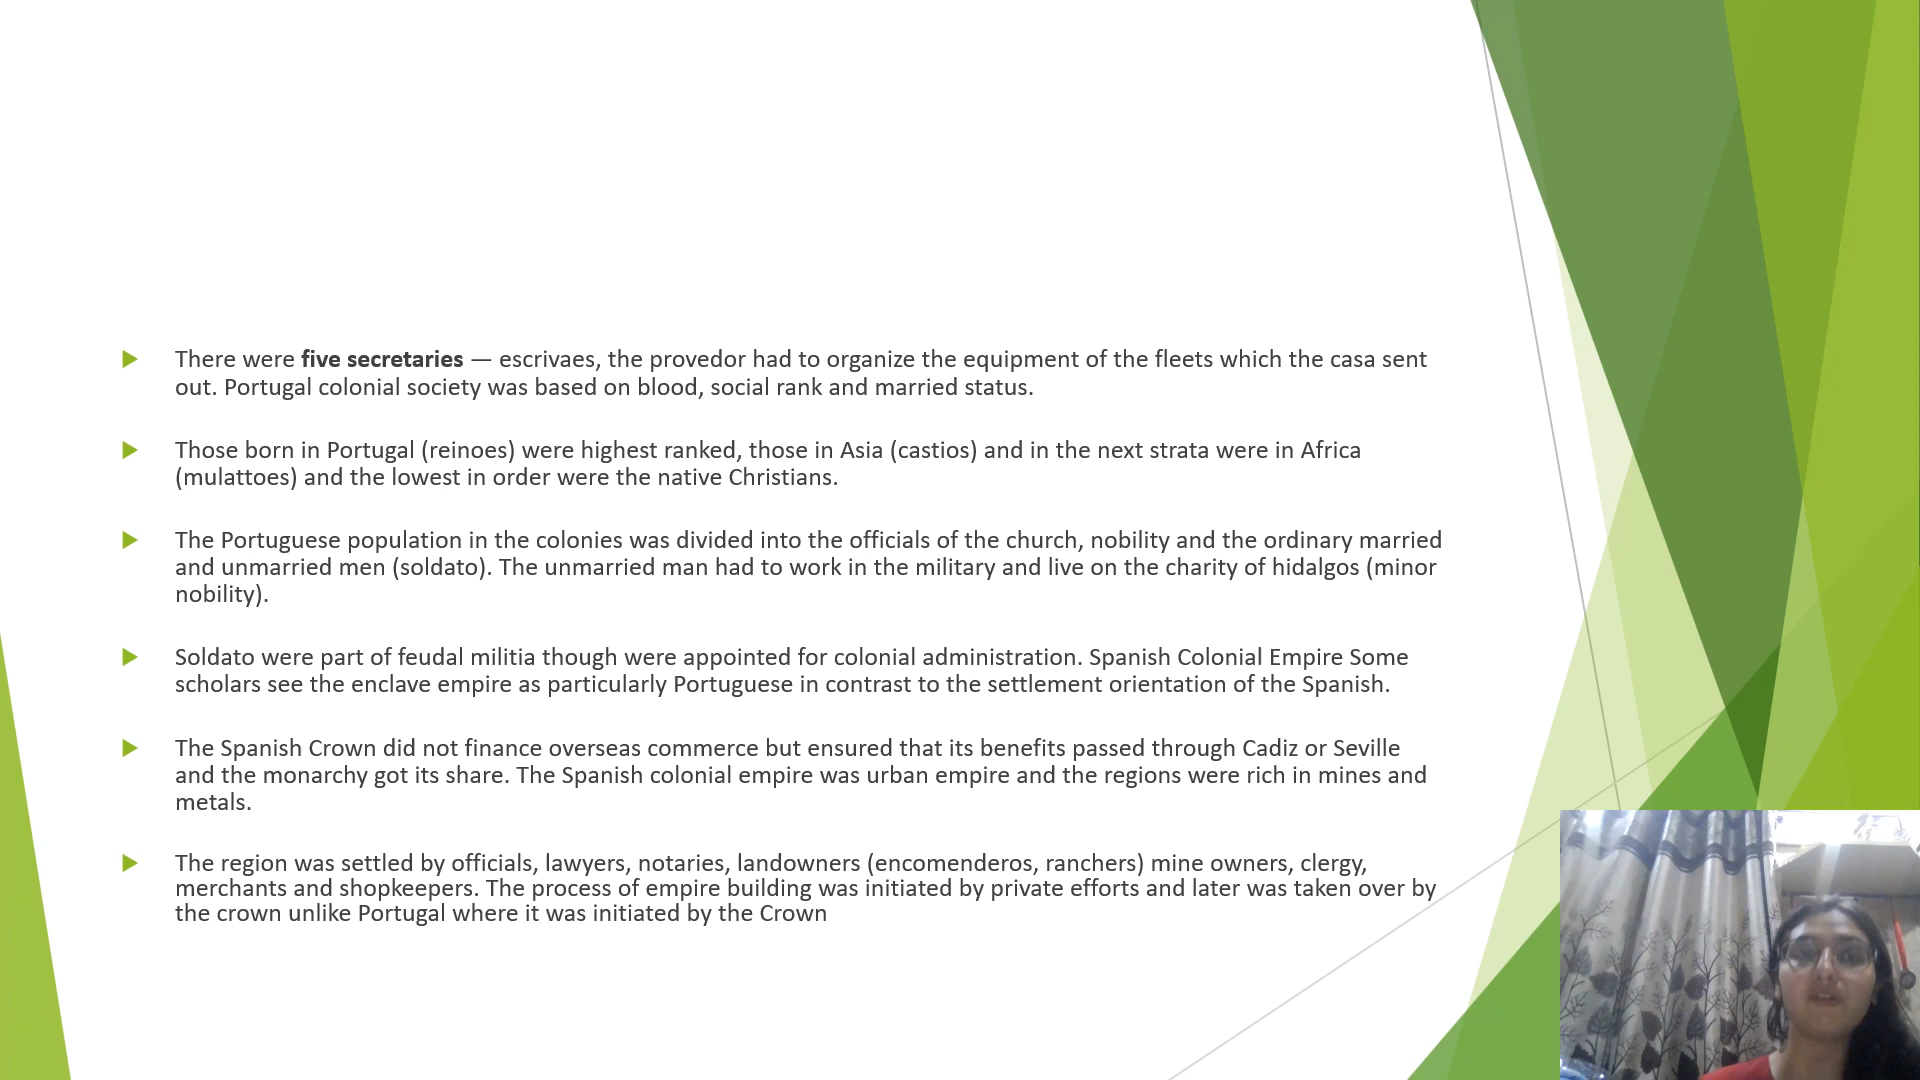 There were five secretaries — escrivaes, the provedor had to organize the equipment of the fleets which the casa sent
out. Portugal colonial society was based on blood, social rank and married status.
Those born in Portugal (reinoes) were highest ranked, those in Asia (castios) and in the next strata were in Africa
(mulattoes) and the lowest in order were the native Christians.
The Portuguese population in the colonies was divided into the officials of the church, nobility and the ordinary married
and unmarried men (soldato). The unmarried man had to work in the military and live on the charity of hidalgos (minor
nobility).
Soldato were part of feudal militia though were appointed for colonial administration. Spanish Colonial Empire Some
scholars see the enclave empire as particularly Portuguese in contrast to the settlement orientation of the Spanish.
The Spanish Crown did not finance overseas commerce but ensured that its benefits passed through Cadiz or Seville
and the monarchy got its share. The Spanish colonial empire was urban empire and the regions were rich in mines and
metals.
The region was settled by officials, lawyers, notaries, landowners (encomenderos, ranchers) mine owners, clergy,
merchants and shopkeepers. The process of empire building was initiated by private efforts and later was taken over by
the crown unlike Portugal where it was initiated by the Crown